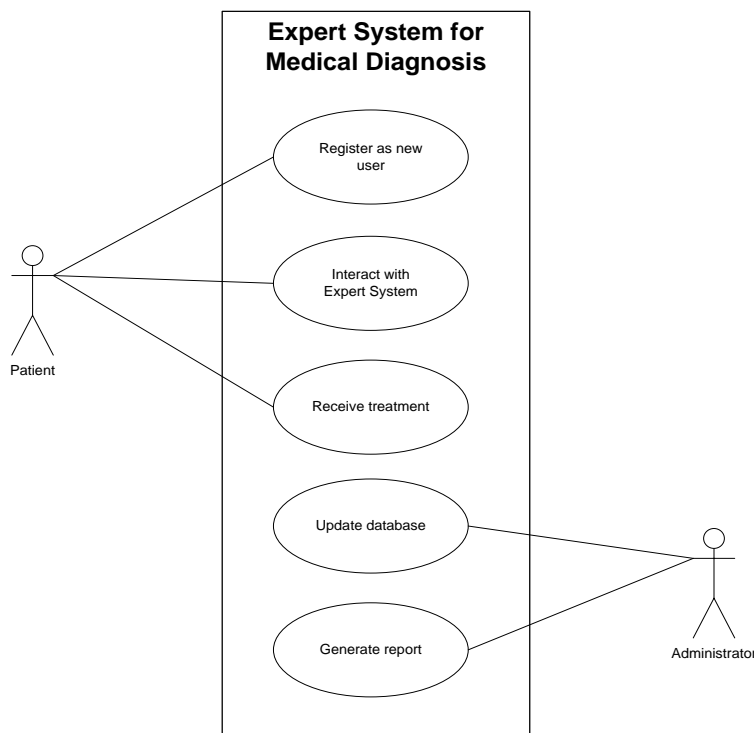 Expert System for
Medical Diagnosis
Register as new
user
Interact with
Expert System
Patient
Receive treatment
Update database
Generate report
Administrator